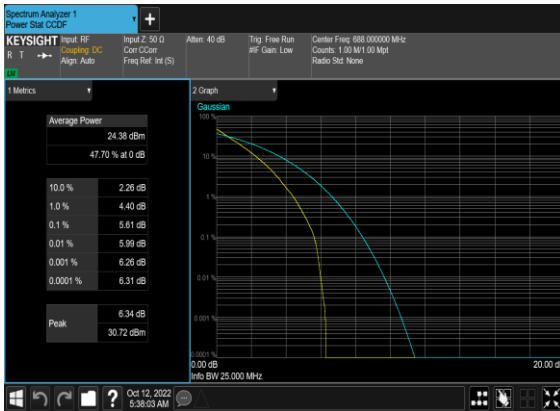 Spectrum Analyzer 1
Power Stat CCDF
+
KEYSIGHT
R T
LXI
Input: RF
Coupling: DC
Align: Auto
Input Z: 50 Ω
Corr CCorr
Freq Ref: Int (S)
Atten: 40 dB
Trig: Free Run
#IF Gain: Low
Center Freq: 688.000000 MHz
Counts: 1.00 M/1.00 Mpt
Radio Std: None
1 Metrics
Average Power
24.38 dBm
47.70 % at 0 dB
10.0 % 2.26 dB
1.0 % 4.40 dB
0.1 % 5.61 dB
0.01 % 5.99 dB
0.001 % 6.26 dB
0.0001 % 6.31 dB
Peak
6.34 dB
30.72 dBm
2 Graph
Gaussian
100 %
10 %
1 %
0.1 %
0.01 %
0.001 %
0.0001 %
0.00 dB
20.00 d
Info BW 25.000 MHz
?
Oct 12, 2022
5:38:03 AM